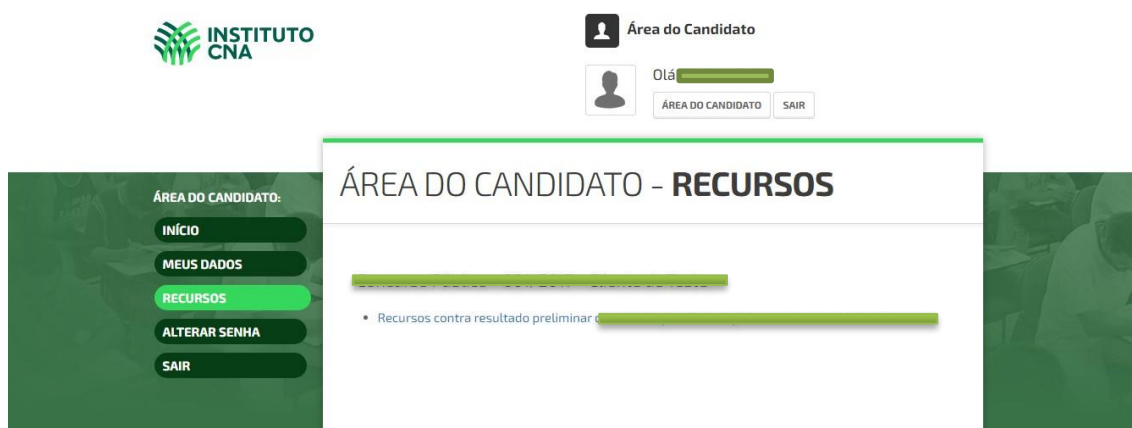 INSTITUTO
CNA
Área do Candidato
Olá
ÁREA DO CANDIDATO
SAIR
ÁREA DO CANDIDATO - RECURSOS
ÁREA DO CANDIDATO:
INÍCIO
MEUS DADOS
RECURSOS
ALTERAR SENHA
SAIR
Recursos contra resultado preliminar